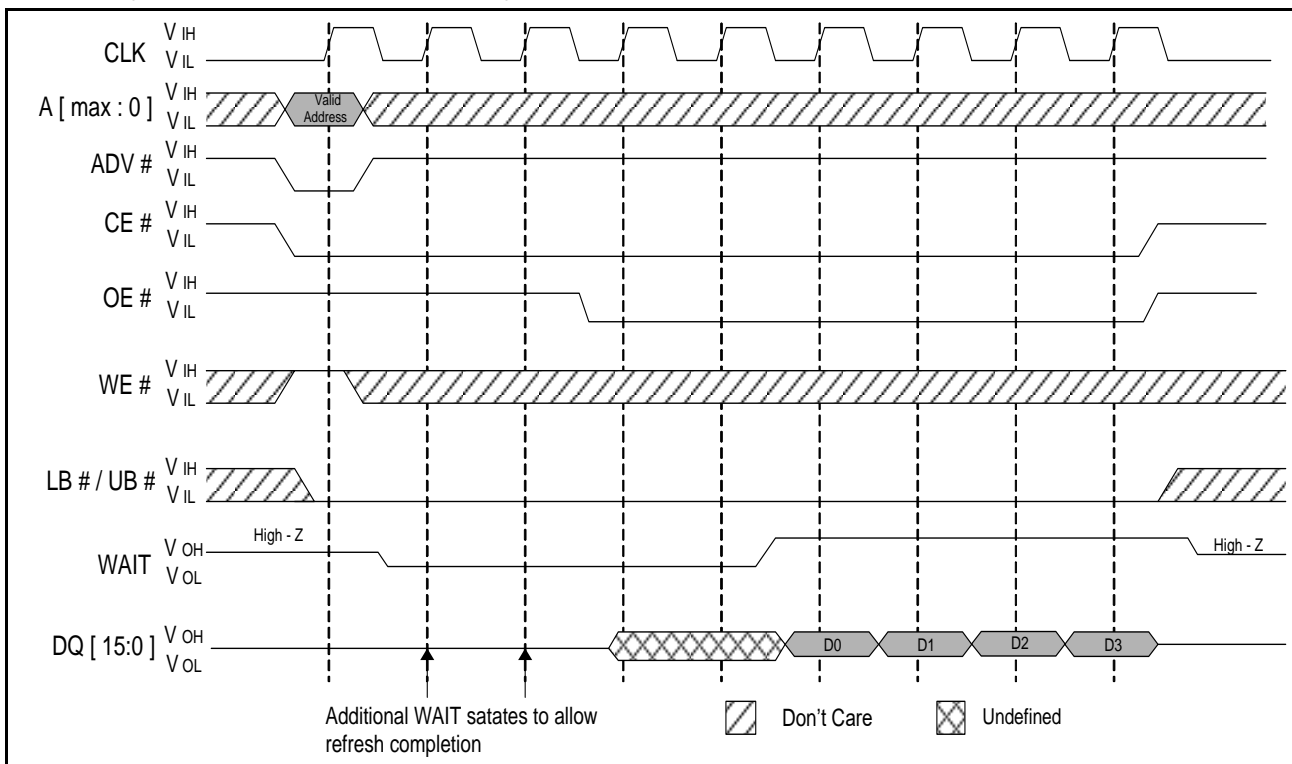 CLK V IH
V IL
A [ max : 0 ] V IH
V IL
Valid
Address
ADV # V IH
V IL
CE # V IH
V IL
OE # V IH
V IL
WE # V IH
V IL
LB # / UB # V IH
V IL
WAIT V OH
V OL
High - Z
High - Z
DQ [ 15:0 ] V OH
V OL
D0
D1
D2
D3
Additional WAIT satates to allow
refresh completion
Don't Care
Undefined